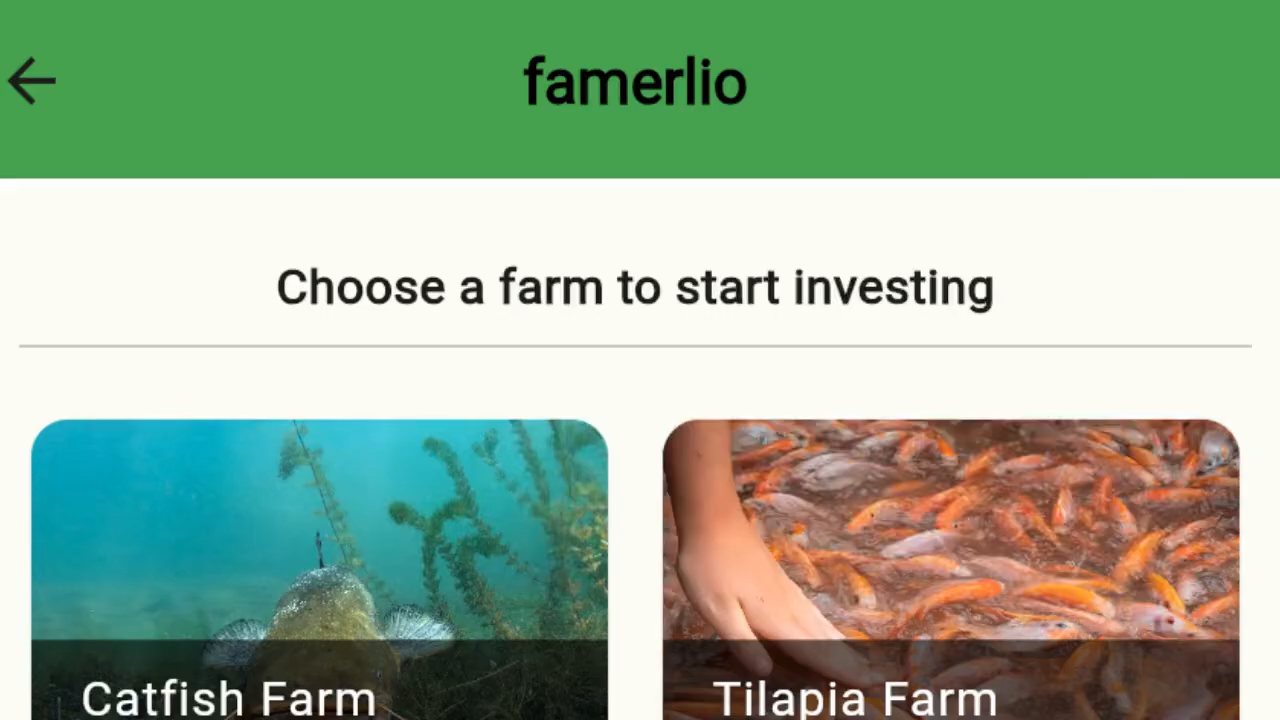 famerlio
Choose a farm to start investing
Catfish Farm
Tilapia Farm